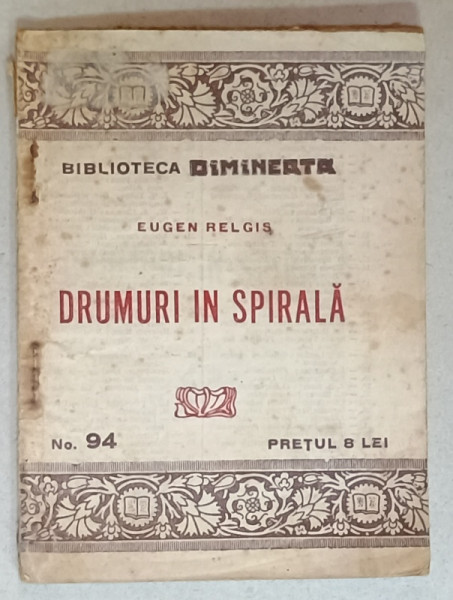 BIBLIOTECA DIMINEAȚA
EUGEN RELGIS
DRUMURI IN SPIRALĂ
No. 94
PREȚUL 8 LEI